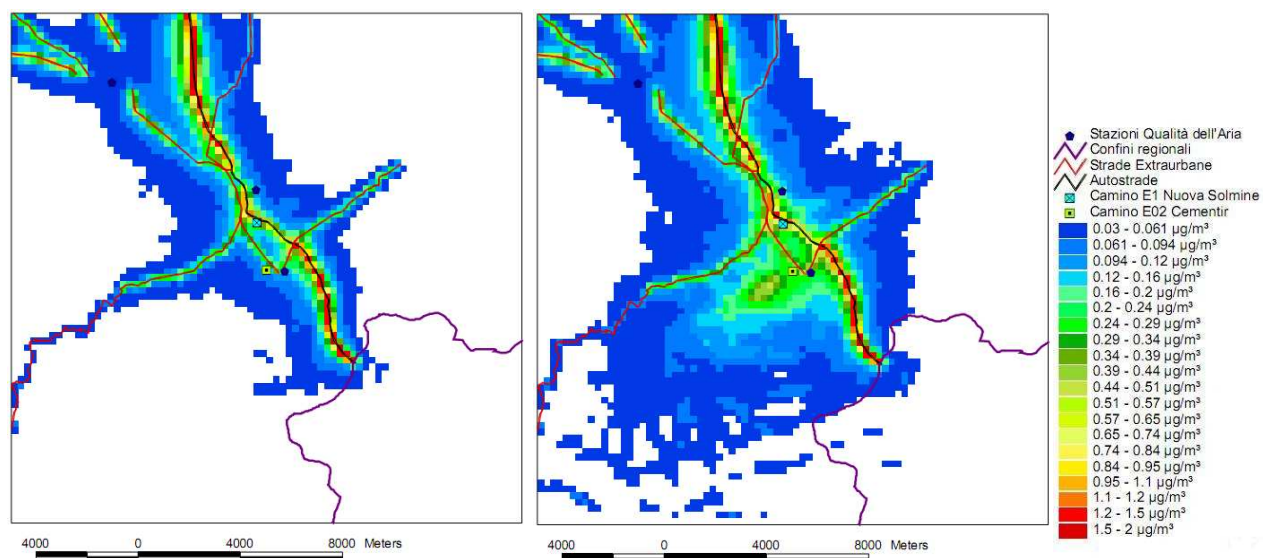 Stazioni Qualità dell'Aria
Confini regionali
Strade Extraurbane
Autostrade
Camino E1 Nuova Solmine
Camino E02 Cementir
0.03 - 0.061 µg/m³
0.061 - 0.094 µg/m³
0.094 - 0.12 µg/m³
0.12 - 0.16 µg/m³
0.16 - 0.2 µg/m³
0.2 - 0.24 µg/m³
0.24 - 0.29 µg/m³
0.29 - 0.34 µg/m³
0.34 - 0.39 µg/m³
0.39 - 0.44 µg/m³
0.44 - 0.51 µg/m³
0.51 - 0.57 µg/m³
0.57 - 0.65 µg/m³
0.65 - 0.74 µg/m³
0.74 - 0.84 µg/m³
0.84 - 0.95 µg/m³
0.95 - 1.1 µg/m³
1.1 - 1.2 µg/m³
1.2 - 1.5 µg/m³
1.5 - 2 µg/m³
4000 0 4000 8000 Meters
4000 0 4000 8000 Meters